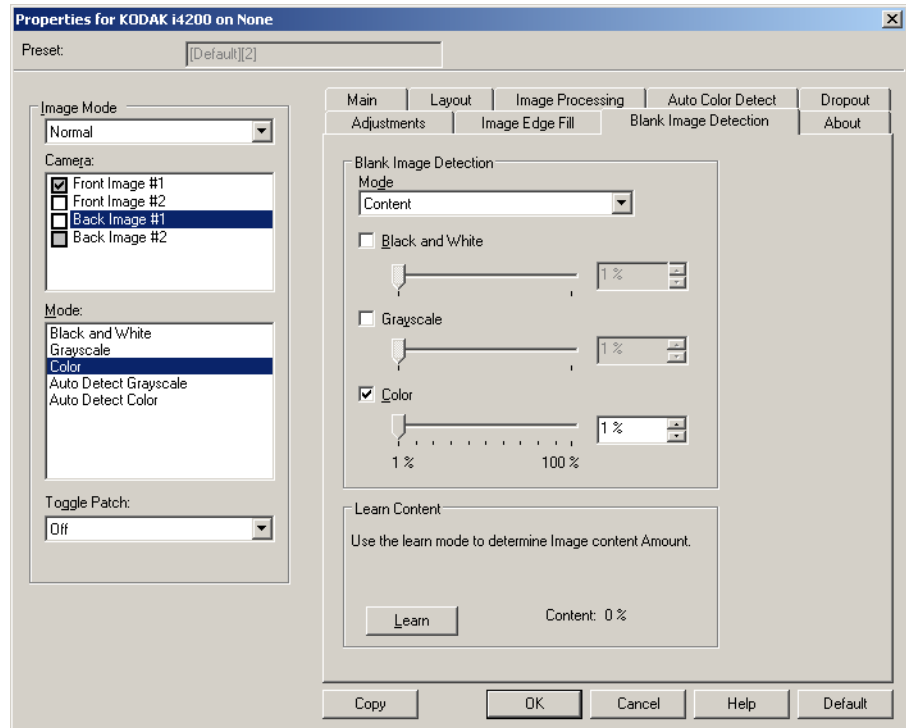 Properties for KODAK i4200 on None
Preset:
[Default][2]
Image Mode
Normal
Camera:
Front Image #1
Front Image #2
Back Image #1
Back Image #2
Mode:
Black and White
Grayscale
Color
Auto Detect Grayscale
Auto Detect Color
Toggle Patch:
Off
Main Layout Image Processing Auto Color Detect Dropout
Adjustments Image Edge Fill Blank Image Detection About
Blank Image Detection
Mode
Content
Black and White
1 %
Grayscale
1 %
Color
1 %
1 % 100 %
Learn Content
Use the learn mode to determine Image content Amount.
Learn Content: 0 %
Copy OK Cancel Help Default